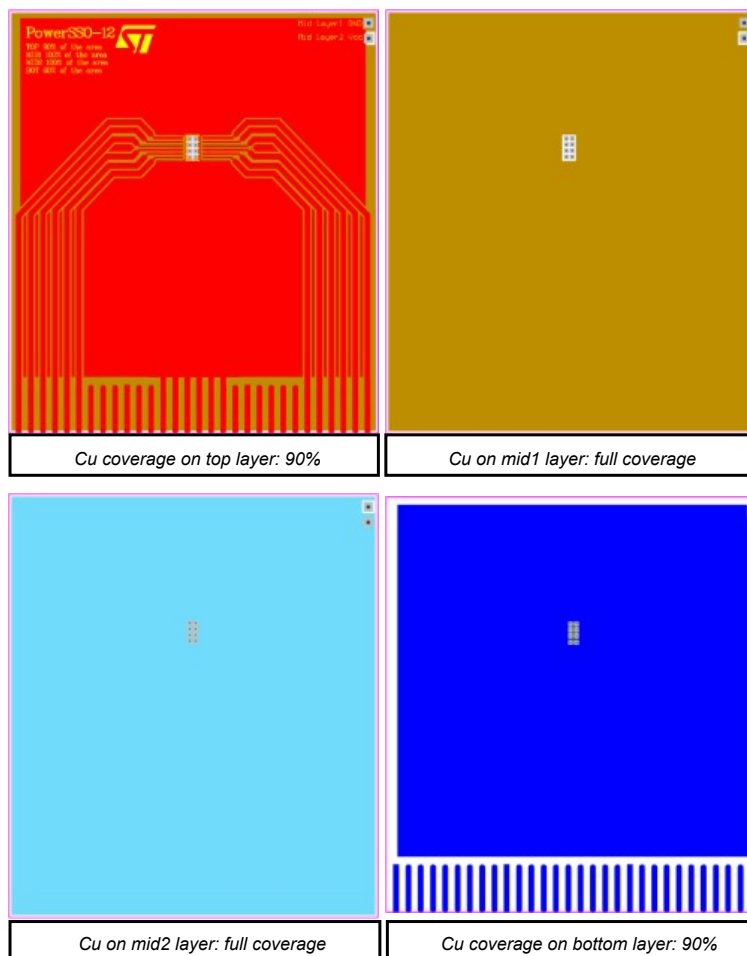 PowerSSO-12
TOP 90% of the area
MID1 100% of the area
MID2 100% of the area
BOT 90% of the area
Mid Layer1 GND
Mid Layer2 Vcc
Cu coverage on top layer: 90%
Cu on mid1 layer: full coverage
Cu on mid2 layer: full coverage
Cu coverage on bottom layer: 90%